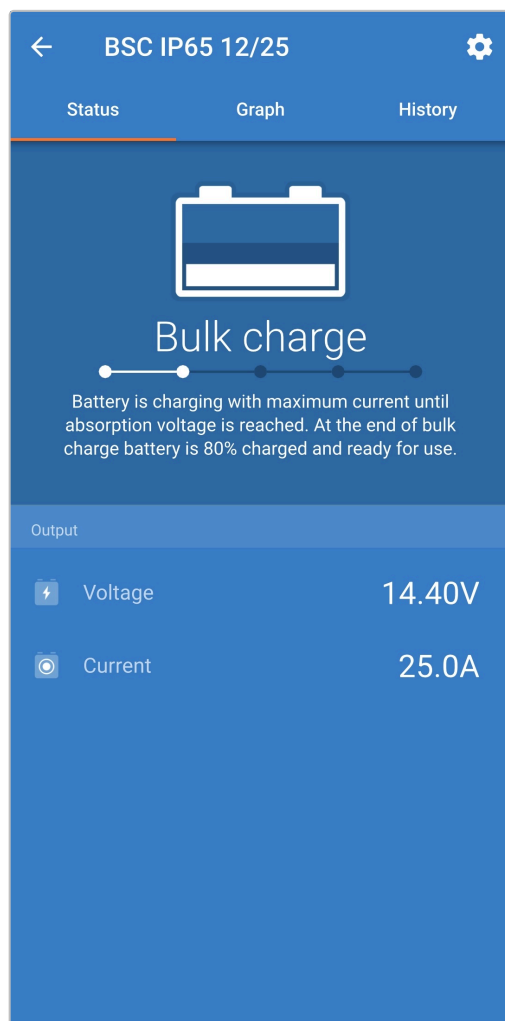 BSC IP65 12/25
Status Graph History
Bulk charge
Battery is charging with maximum current until
absorption voltage is reached. At the end of bulk
charge battery is 80% charged and ready for use.
Output
Voltage 14.40V
Current 25.0A